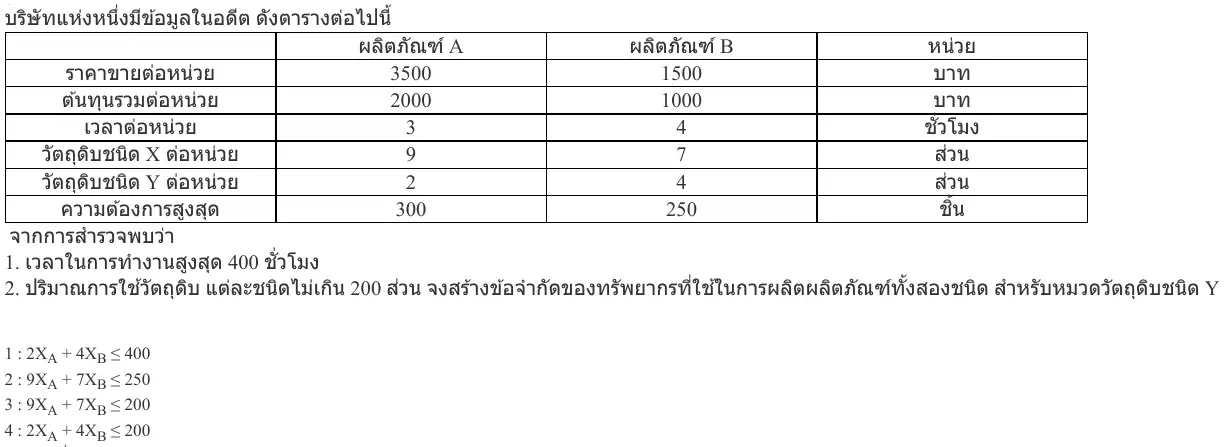 บริษัทแห่งหนึ่งมีข้อมูลในอดีต ดังตารางต่อไปนี้
ผลิตภัณฑ์ A ผลิตภัณฑ์ B หน่วย
ราคาขายต่อหน่วย 3500 1500 บาท
ต้นทุนรวมต่อหน่วย 2000 1000 บาท
เวลาต่อหน่วย 3 4 ชั่วโมง
วัตถุดิบชนิด X ต่อหน่วย 9 7 ส่วน
วัตถุดิบชนิด Y ต่อหน่วย 2 4 ส่วน
ความต้องการสูงสุด 300 250 ชิ้น
จากการสำรวจพบว่า
1. เวลาในการทำงานสูงสุด 400 ชั่วโมง
2. ปริมาณการใช้วัตถุดิบ แต่ละชนิดไม่เกิน 200 ส่วน จงสร้างข้อจำกัดของทรัพยากรที่ใช้ในการผลิตผลิตภัณฑ์ทั้งสองชนิด สำหรับหมวดวัตถุดิบชนิด Y
1 : 2X_A + 4X_B ≤ 400
2 : 9X_A + 7X_B ≤ 250
3 : 9X_A + 7X_B ≤ 200
4 : 2X_A + 4X_B ≤ 200